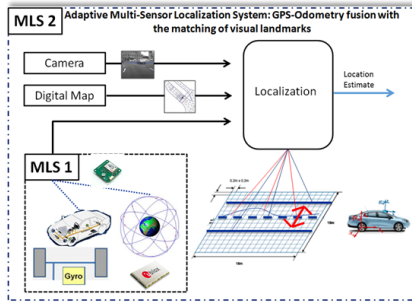 MLS 2
Adaptive Multi-Sensor Localization System: GPS-Odometry fusion with
the matching of visual landmarks
Camera
Digital Map
Localization
Location
Estimate
MLS 1
Gyro